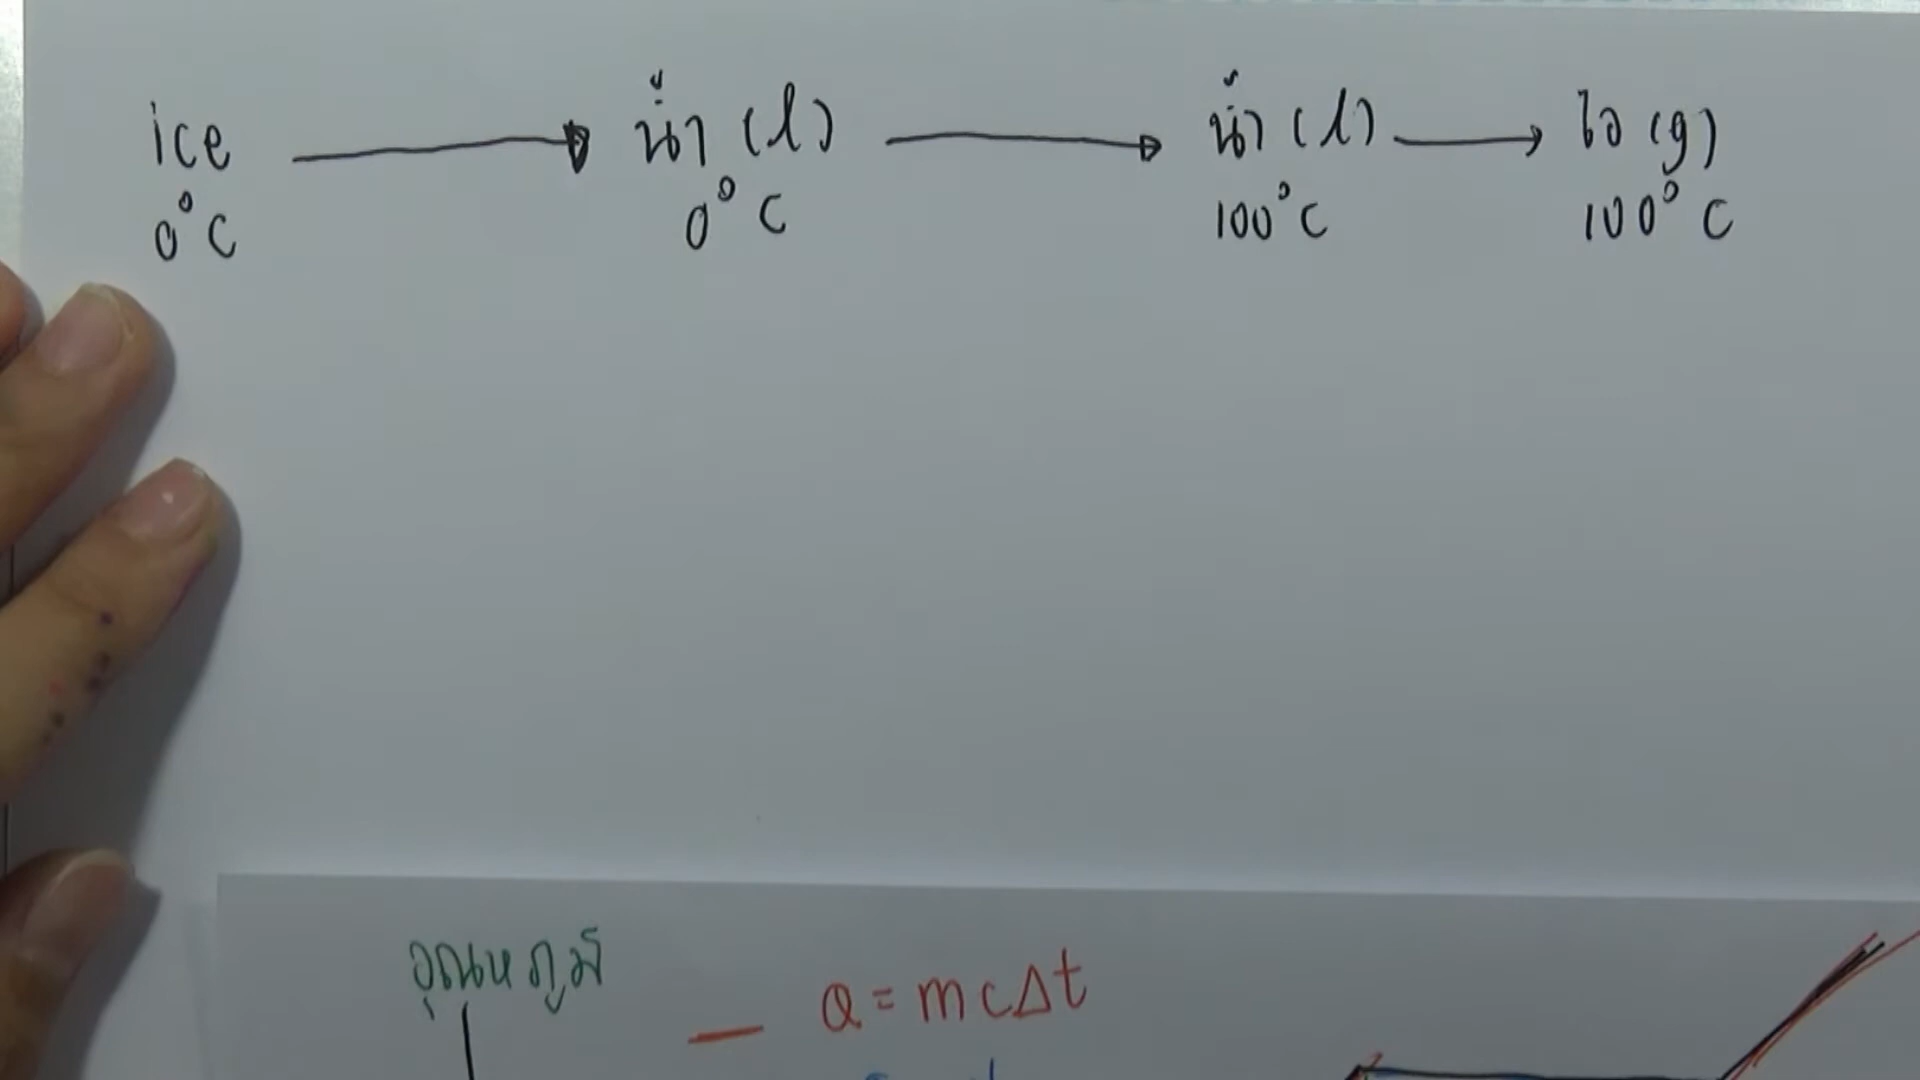 ice น้ำ (l) น้ำ (l) ไอ (g)
0°C 0°C 100°C 100°C
อุณหภูมิ
Q = mcΔt